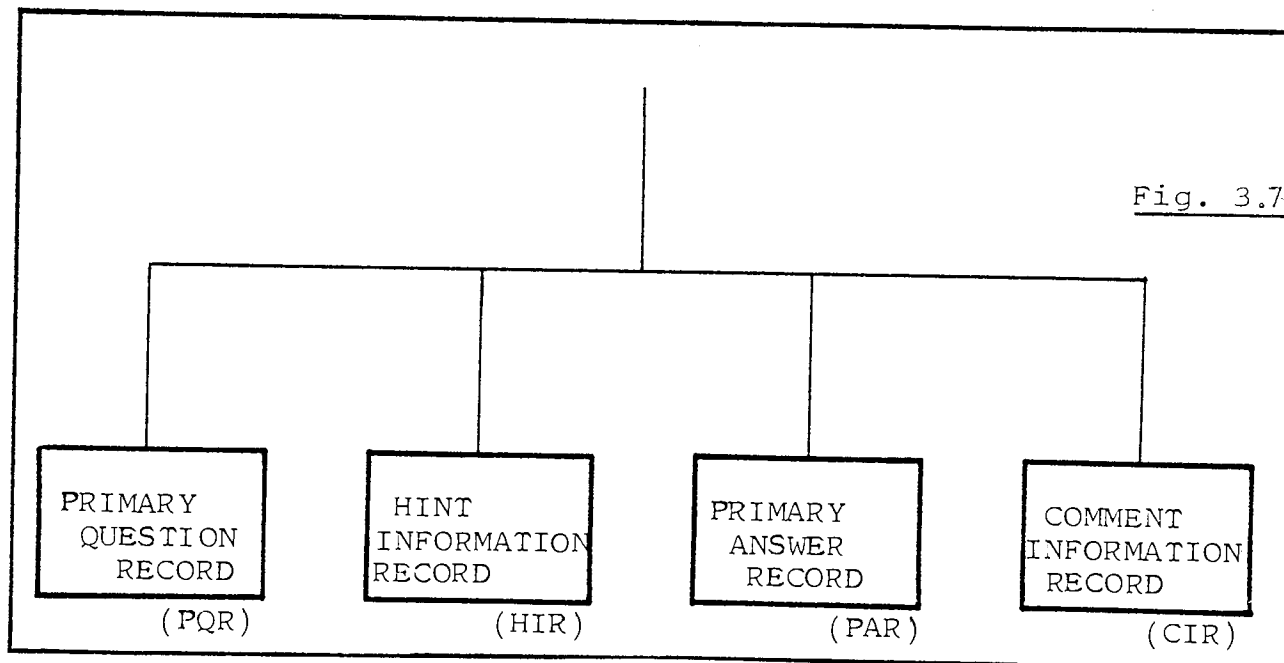 Fig. 3.7
PRIMARY
QUESTION
RECORD
(PQR)
HINT
INFORMATION
RECORD
(HIR)
PRIMARY
ANSWER
RECORD
(PAR)
COMMENT
INFORMATION
RECORD
(CIR)